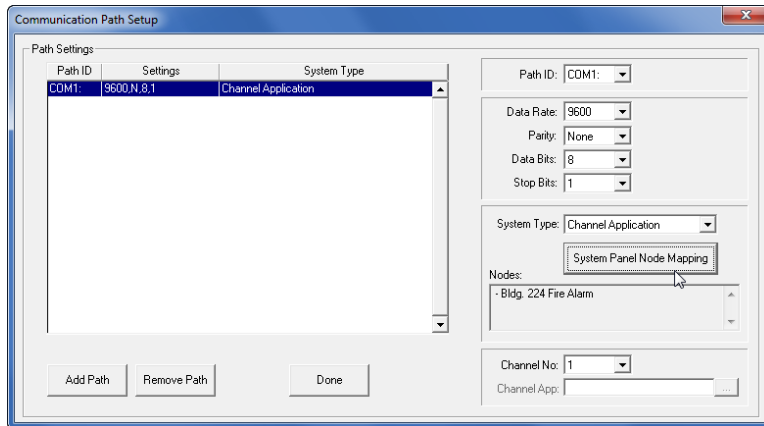 Communication Path Setup
Path Settings
Path ID Settings System Type
COM1: 9600,N,8,1 Channel Application
Path ID: COM1:
Data Rate: 9600
Parity: None
Data Bits: 8
Stop Bits: 1
System Type: Channel Application
System Panel Node Mapping
Nodes:
- Bldg. 224 Fire Alarm
Channel No: 1
Channel App: ...
Add Path Remove Path Done